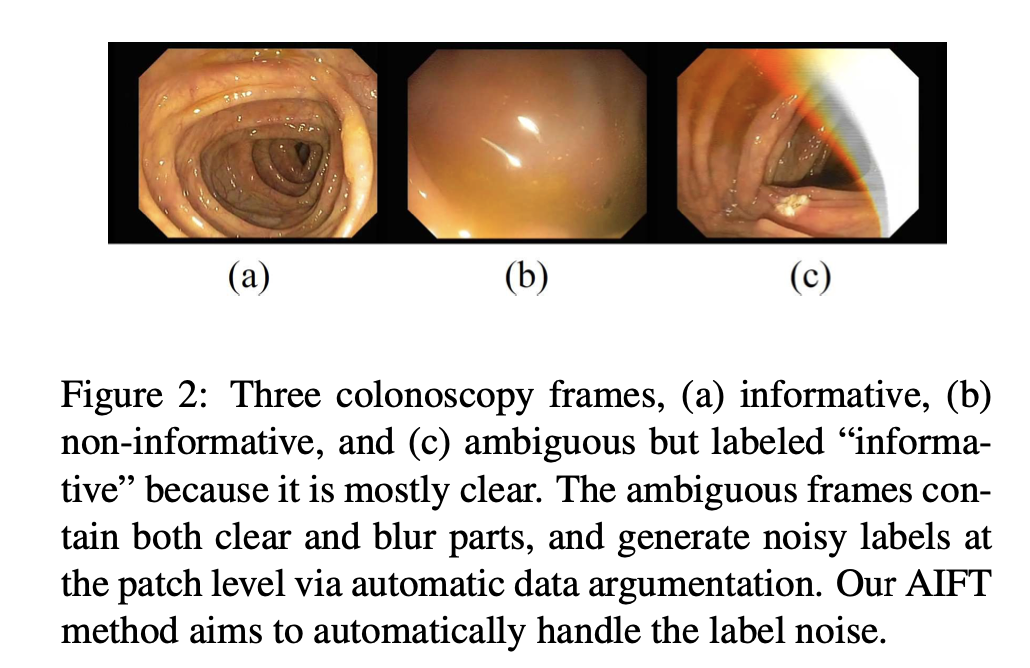 (a) (b) (c)
Figure 2: Three colonoscopy frames, (a) informative, (b)
non-informative, and (c) ambiguous but labeled “informa-
tive” because it is mostly clear. The ambiguous frames con-
tain both clear and blur parts, and generate noisy labels at
the patch level via automatic data argumentation. Our AIFT
method aims to automatically handle the label noise.